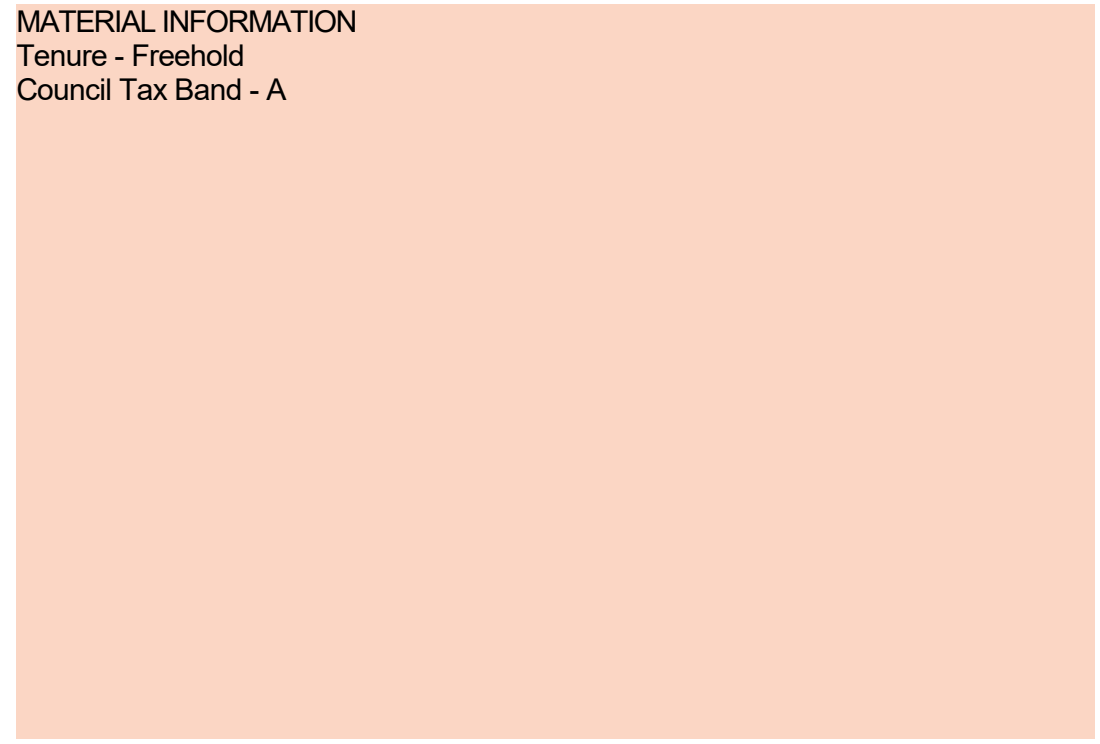 MATERIAL INFORMATION
Tenure - Freehold
Council Tax Band - A